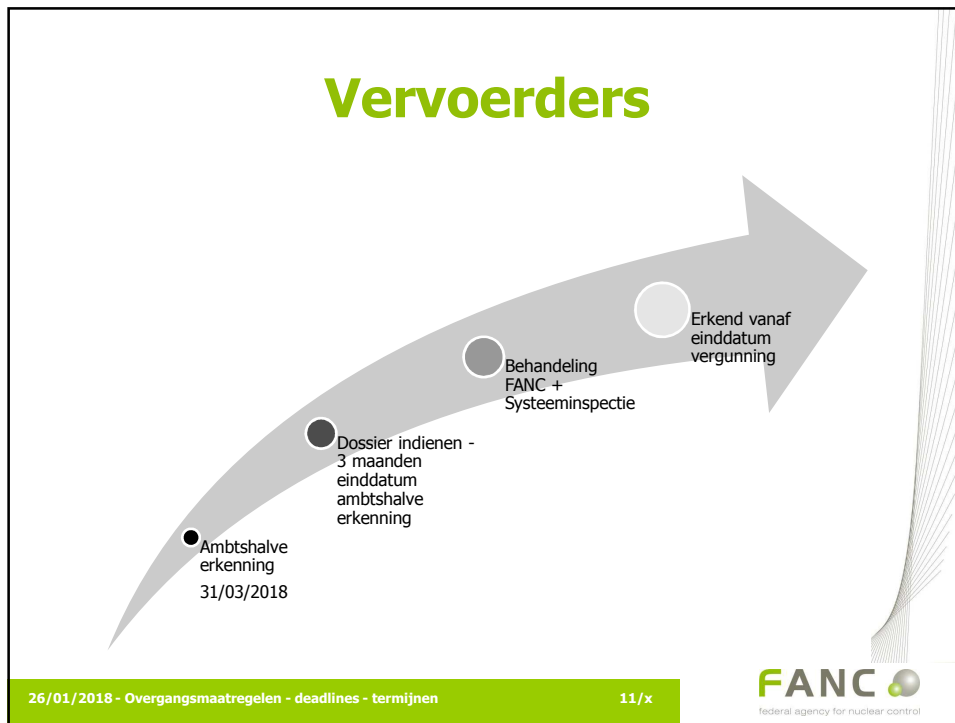 Vervoerders
Ambtshalve
erkenning
31/03/2018
Dossier indienen -
3 maanden
einddatum
ambtshalve
erkenning
Behandeling
FANC +
Systeeminspectie
Erkend vanaf
einddatum
vergunning
26/01/2018 - Overgangsmaatregelen - deadlines - termijnen 11/x
FANC
federal agency for nuclear control